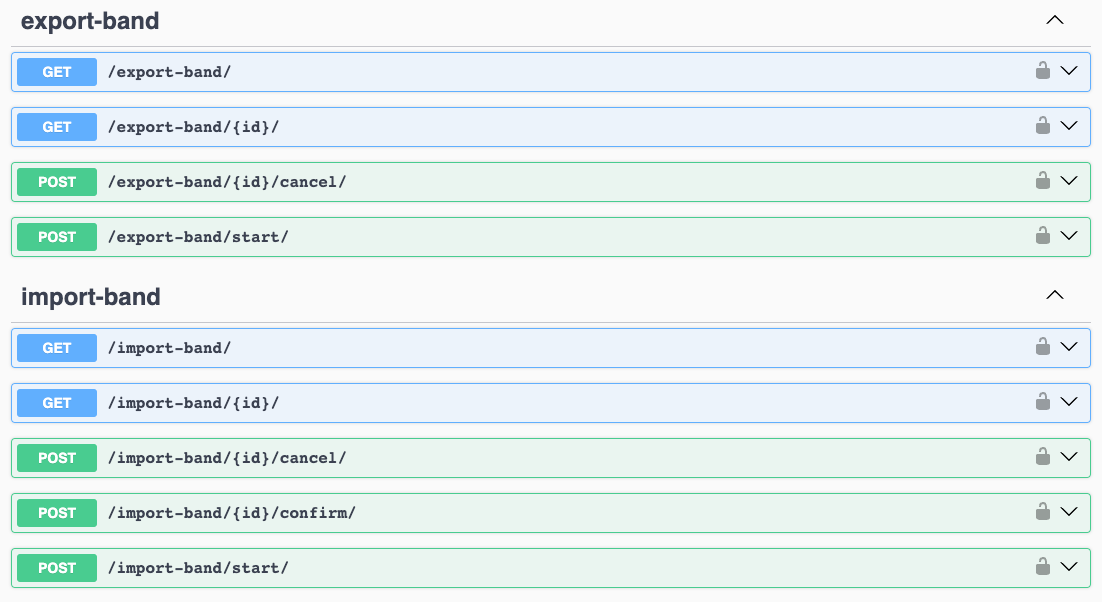 export-band
GET /export-band/
GET /export-band/{id}/
POST /export-band/{id}/cancel/
POST /export-band/start/
import-band
GET /import-band/
GET /import-band/{id}/
POST /import-band/{id}/cancel/
POST /import-band/{id}/confirm/
POST /import-band/start/